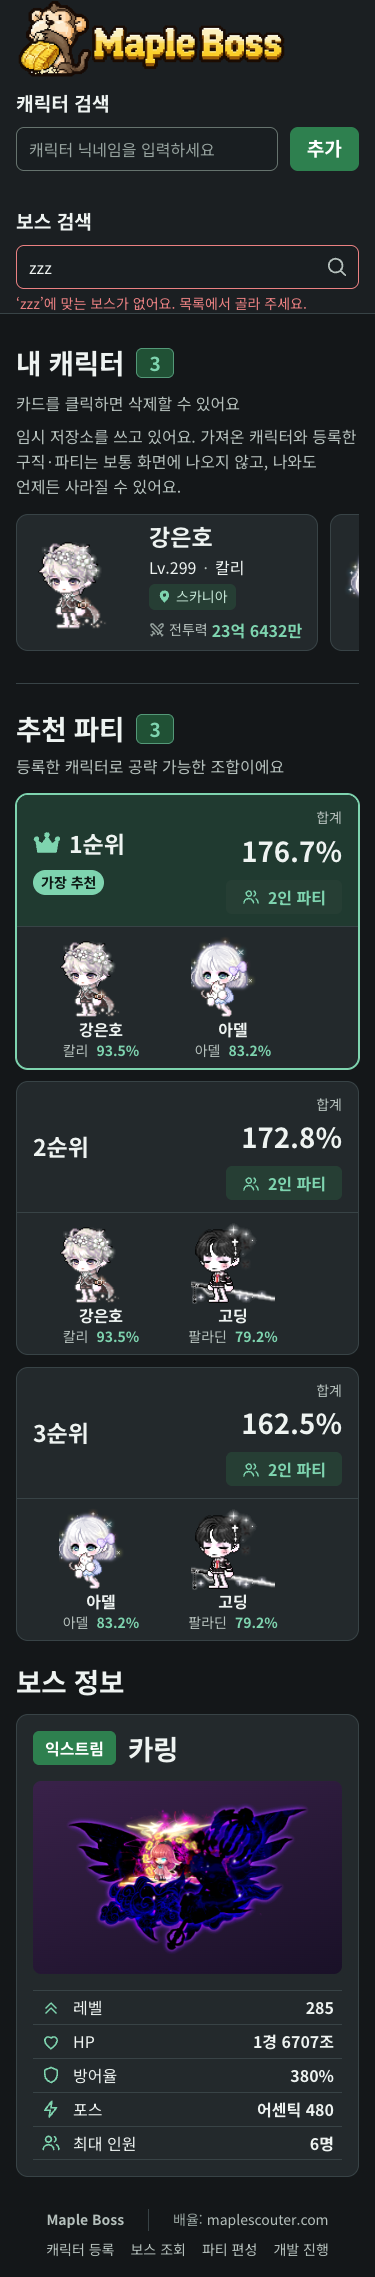 Maple Boss
캐릭터 검색
캐릭터 닉네임을 입력하세요
추가
보스 검색
zzz
‘zzz’에 맞는 보스가 없어요. 목록에서 골라 주세요.
내 캐릭터 3
카드를 클릭하면 삭제할 수 있어요
임시 저장소를 쓰고 있어요. 가져온 캐릭터와 등록한
구직·파티는 보통 화면에 나오지 않고, 나와도
언제든 사라질 수 있어요.
강은호
Lv.299 · 칼리
스카니아
전투력 23억 6432만
추천 파티 3
등록한 캐릭터로 공략 가능한 조합이에요
합계
1순위
176.7%
가장 추천
2인 파티
강은호
칼리 93.5%
아델
아델 83.2%
합계
2순위
172.8%
2인 파티
강은호
칼리 93.5%
고딩
팔라딘 79.2%
합계
3순위
162.5%
2인 파티
아델
아델 83.2%
고딩
팔라딘 79.2%
보스 정보
익스트림 카링
레벨 285
HP 1경 6707조
방어율 380%
포스 어센틱 480
최대 인원 6명
Maple Boss
배율: maplescouter.com
캐릭터 등록 보스 조회 파티 편성 개발 진행